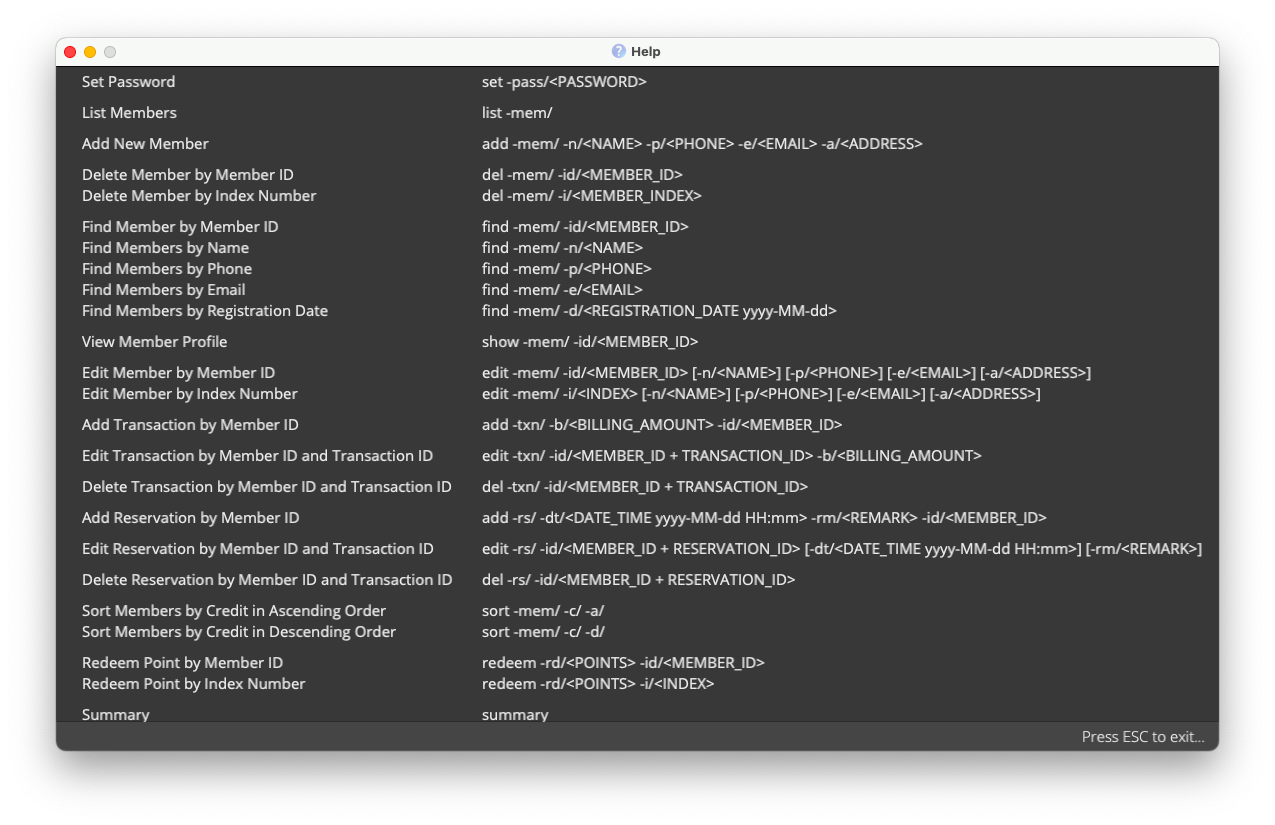 Help
Set Password set -pass/<PASSWORD>
List Members list -mem/
Add New Member add -mem/ -n/<NAME> -p/<PHONE> -e/<EMAIL> -a/<ADDRESS>
Delete Member by Member ID del -mem/ -id/<MEMBER_ID>
Delete Member by Index Number del -mem/ -i/<MEMBER_INDEX>
Find Member by Member ID find -mem/ -id/<MEMBER_ID>
Find Members by Name find -mem/ -n/<NAME>
Find Members by Phone find -mem/ -p/<PHONE>
Find Members by Email find -mem/ -e/<EMAIL>
Find Members by Registration Date find -mem/ -d/<REGISTRATION_DATE yyyy-MM-dd>
View Member Profile show -mem/ -id/<MEMBER_ID>
Edit Member by Member ID edit -mem/ -id/<MEMBER_ID> [-n/<NAME>] [-p/<PHONE>] [-e/<EMAIL>] [-a/<ADDRESS>]
Edit Member by Index Number edit -mem/ -i/<INDEX> [-n/<NAME>] [-p/<PHONE>] [-e/<EMAIL>] [-a/<ADDRESS>]
Add Transaction by Member ID add -txn/ -b/<BILLING_AMOUNT> -id/<MEMBER_ID>
Edit Transaction by Member ID and Transaction ID edit -txn/ -id/<MEMBER_ID + TRANSACTION_ID> -b/<BILLING_AMOUNT>
Delete Transaction by Member ID and Transaction ID del -txn/ -id/<MEMBER_ID + TRANSACTION_ID>
Add Reservation by Member ID add -rs/ -dt/<DATE_TIME yyyy-MM-dd HH:mm> -rm/<REMARK> -id/<MEMBER_ID>
Edit Reservation by Member ID and Transaction ID edit -rs/ -id/<MEMBER_ID + RESERVATION_ID> [-dt/<DATE_TIME yyyy-MM-dd HH:mm>] [-rm/<REMARK>]
Delete Reservation by Member ID and Transaction ID del -rs/ -id/<MEMBER_ID + RESERVATION_ID>
Sort Members by Credit in Ascending Order sort -mem/ -c/ -a/
Sort Members by Credit in Descending Order sort -mem/ -c/ -d/
Redeem Point by Member ID redeem -rd/<POINTS> -id/<MEMBER_ID>
Redeem Point by Index Number redeem -rd/<POINTS> -i/<INDEX>
Summary summary
Press ESC to exit...